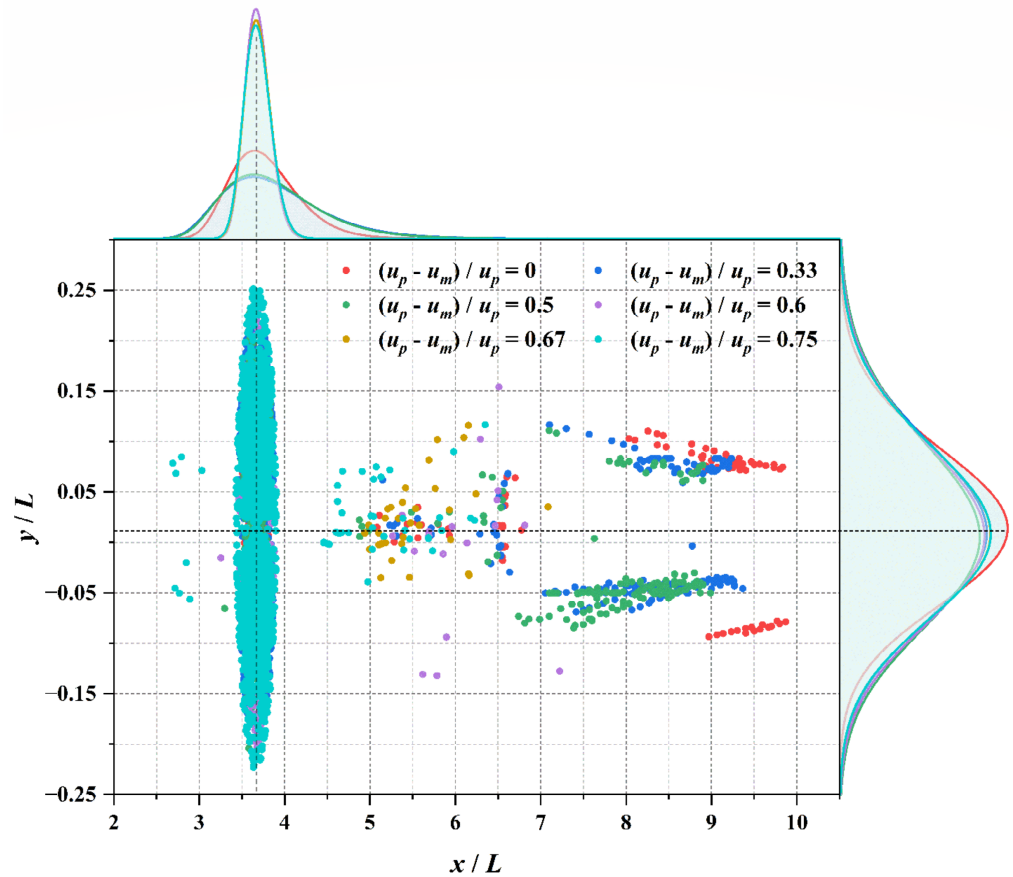 (u_p - u_m) / u_p = 0
(u_p - u_m) / u_p = 0.33
(u_p - u_m) / u_p = 0.5
(u_p - u_m) / u_p = 0.6
(u_p - u_m) / u_p = 0.67
(u_p - u_m) / u_p = 0.75
0.25
0.15
0.05
−0.05
−0.15
−0.25
y / L
2 3 4 5 6 7 8 9 10
x / L